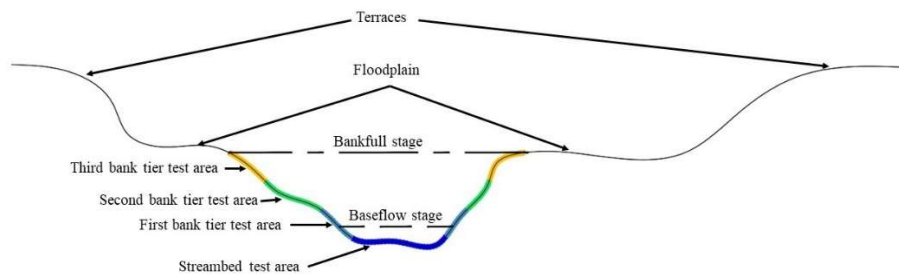 Terraces
Floodplain
Bankfull stage
Third bank tier test area
Second bank tier test area
Baseflow stage
First bank tier test area
Streambed test area